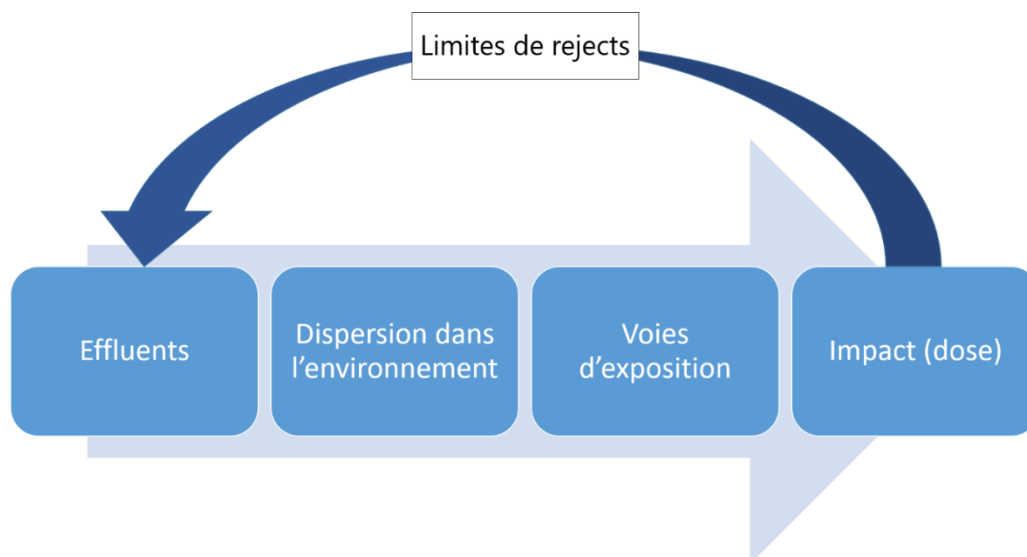 Limites de rejects
Effluents
Dispersion dans
l'environnement
Voies
d'exposition
Impact (dose)